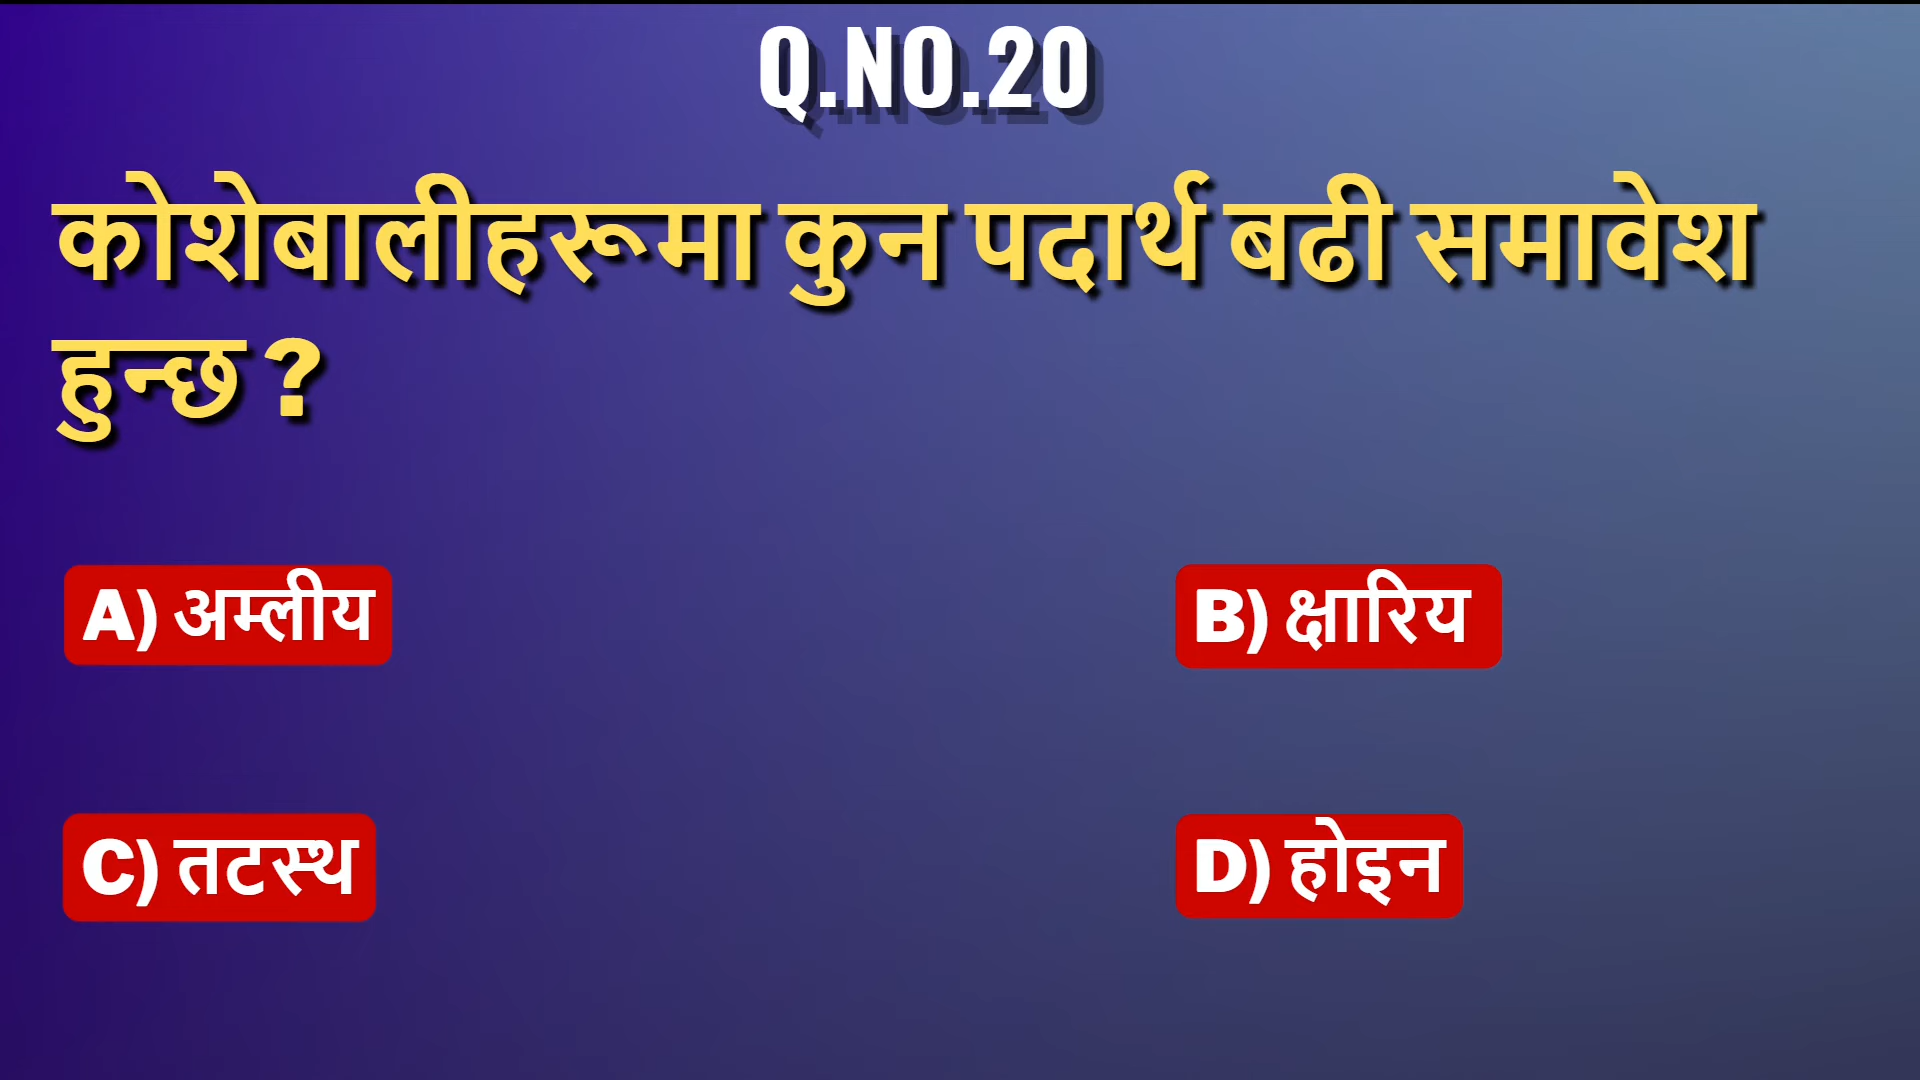 Q.NO.20
कोशेबालीहरूमा कुन पदार्थ बढी समावेश
हुन्छ ?
A) अम्लीय
B) क्षारिय
C) तटस्थ
D) होइन